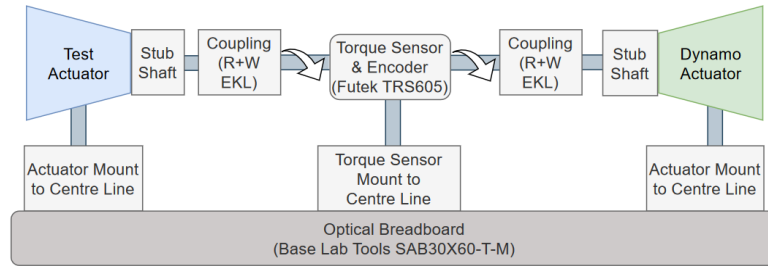 Test
Actuator
Stub
Shaft
Coupling
(R+W
EKL)
Torque Sensor
& Encoder
(Futek TRS605)
Coupling
(R+W
EKL)
Stub
Shaft
Dynamo
Actuator
Actuator Mount
to Centre Line
Torque Sensor
Mount to
Centre Line
Actuator Mount
to Centre Line
Optical Breadboard
(Base Lab Tools SAB30X60-T-M)